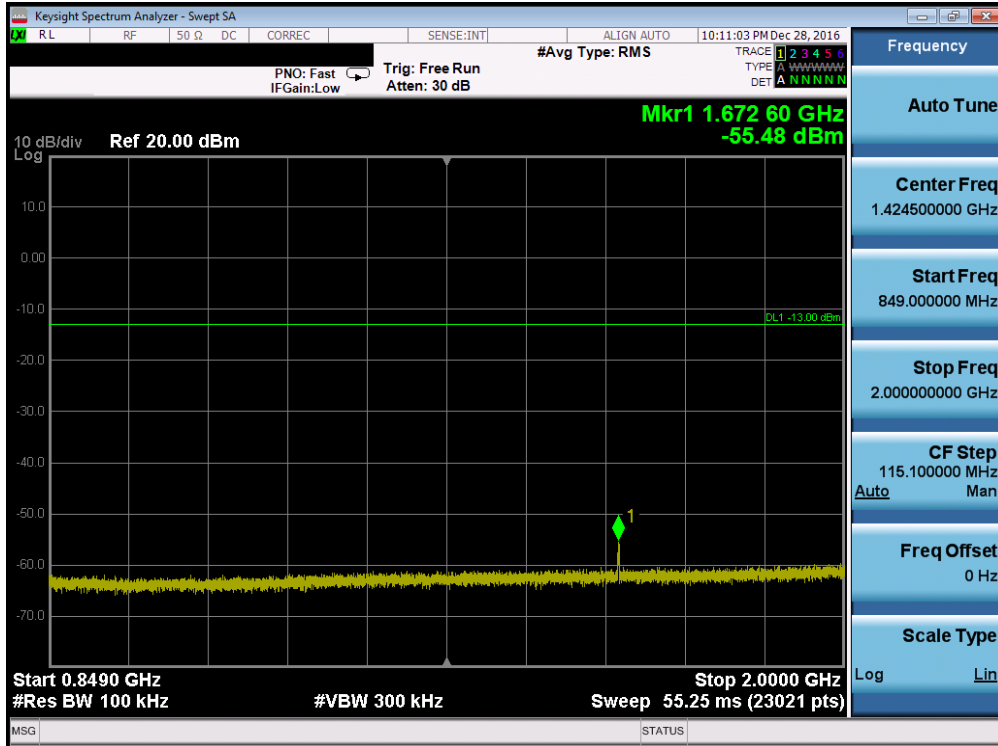 Keysight Spectrum Analyzer - Swept SA
LXI RL RF 50 Ω DC CORREC SENSE:INT ALIGN AUTO 10:11:03 PM Dec 28, 2016
PNO: Fast Trig: Free Run #Avg Type: RMS TRACE 1 2 3 4 5 6
IFGain:Low Atten: 30 dB TYPE A WWWWW
DET A N N N N N
Mkr1 1.672 60 GHz
-55.48 dBm
10 dB/div Ref 20.00 dBm
Log
10.0
0.00
-10.0
DL1 -13.00 dBm
-20.0
-30.0
-40.0
-50.0
1
-60.0
-70.0
Start 0.8490 GHz Stop 2.0000 GHz
#Res BW 100 kHz #VBW 300 kHz Sweep 55.25 ms (23021 pts)
MSG STATUS
Frequency
Auto Tune
Center Freq
1.424500000 GHz
Start Freq
849.000000 MHz
Stop Freq
2.000000000 GHz
CF Step
115.100000 MHz
Auto Man
Freq Offset
0 Hz
Scale Type
Log Lin